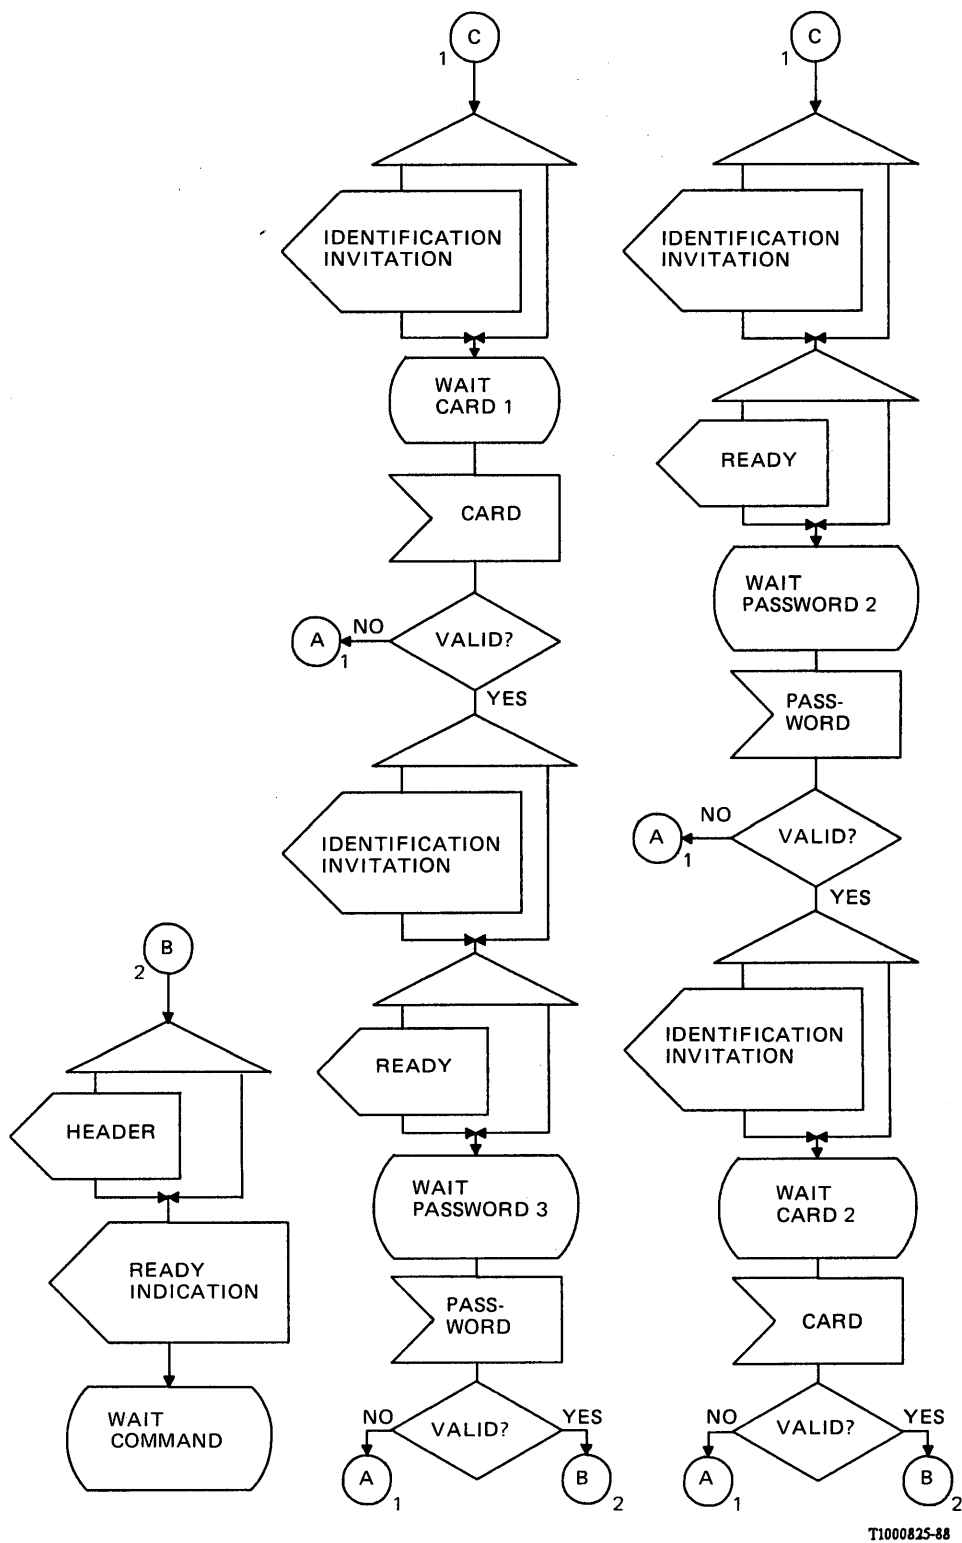 C
1
IDENTIFICATION
INVITATION
WAIT
CARD 1
CARD
VALID?
NO
A
1
YES
IDENTIFICATION
INVITATION
READY
WAIT
PASSWORD 3
PASS-
WORD
VALID?
NO
YES
A
1
B
2
C
1
IDENTIFICATION
INVITATION
READY
WAIT
PASSWORD 2
PASS-
WORD
VALID?
NO
A
1
YES
IDENTIFICATION
INVITATION
WAIT
CARD 2
CARD
VALID?
NO
YES
A
1
B
2
B
2
HEADER
READY
INDICATION
WAIT
COMMAND
T1000825-88